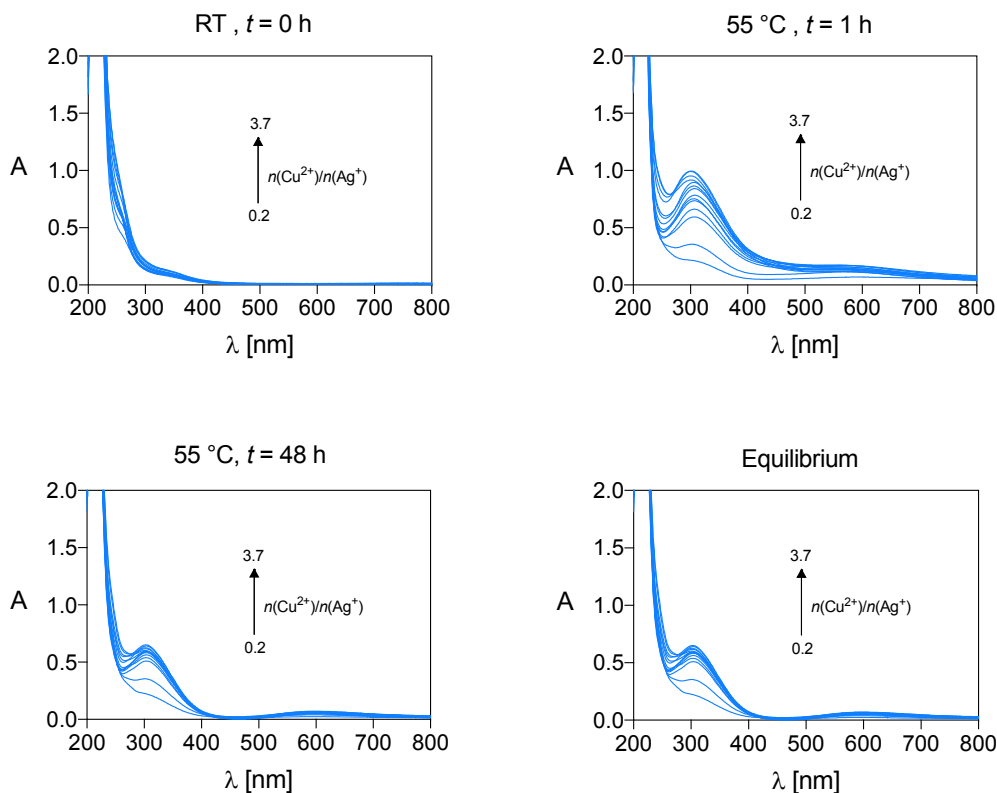 RT , t = 0 h
2.0
1.5
1.0
0.5
0.0
A
3.7
n(Cu²⁺)/n(Ag⁺)
0.2
200 300 400 500 600 700 800
λ [nm]
55 °C , t = 1 h
2.0
1.5
1.0
0.5
0.0
A
3.7
n(Cu²⁺)/n(Ag⁺)
0.2
200 300 400 500 600 700 800
λ [nm]
55 °C, t = 48 h
2.0
1.5
1.0
0.5
0.0
A
3.7
n(Cu²⁺)/n(Ag⁺)
0.2
200 300 400 500 600 700 800
λ [nm]
Equilibrium
2.0
1.5
1.0
0.5
0.0
A
3.7
n(Cu²⁺)/n(Ag⁺)
0.2
200 300 400 500 600 700 800
λ [nm]